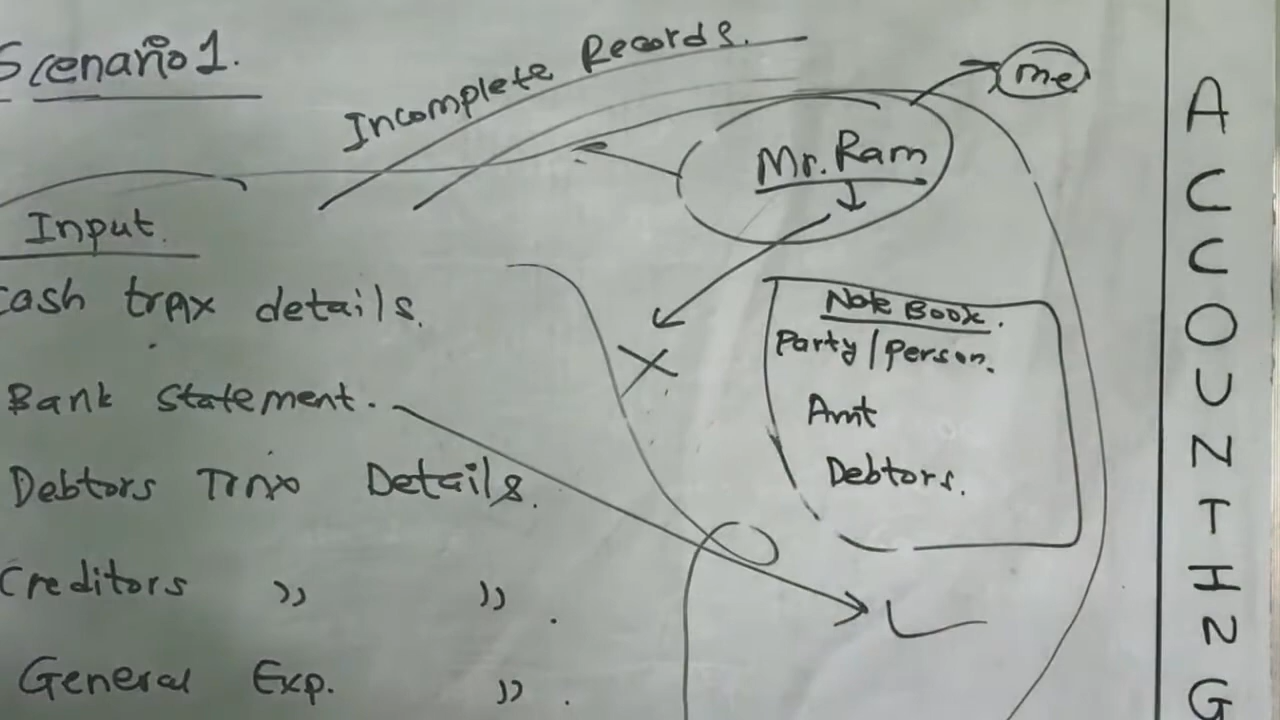 Scenario 1.
Incomplete Records.
me
Mr. Ram
Input.
Cash trax details.
Bank statement.
Debtors Trnx Details.
Creditors ,, ,, .
General Exp. ,, .
Note Book.
Party/Person.
Amt
Debtors.
ACCOUNTING